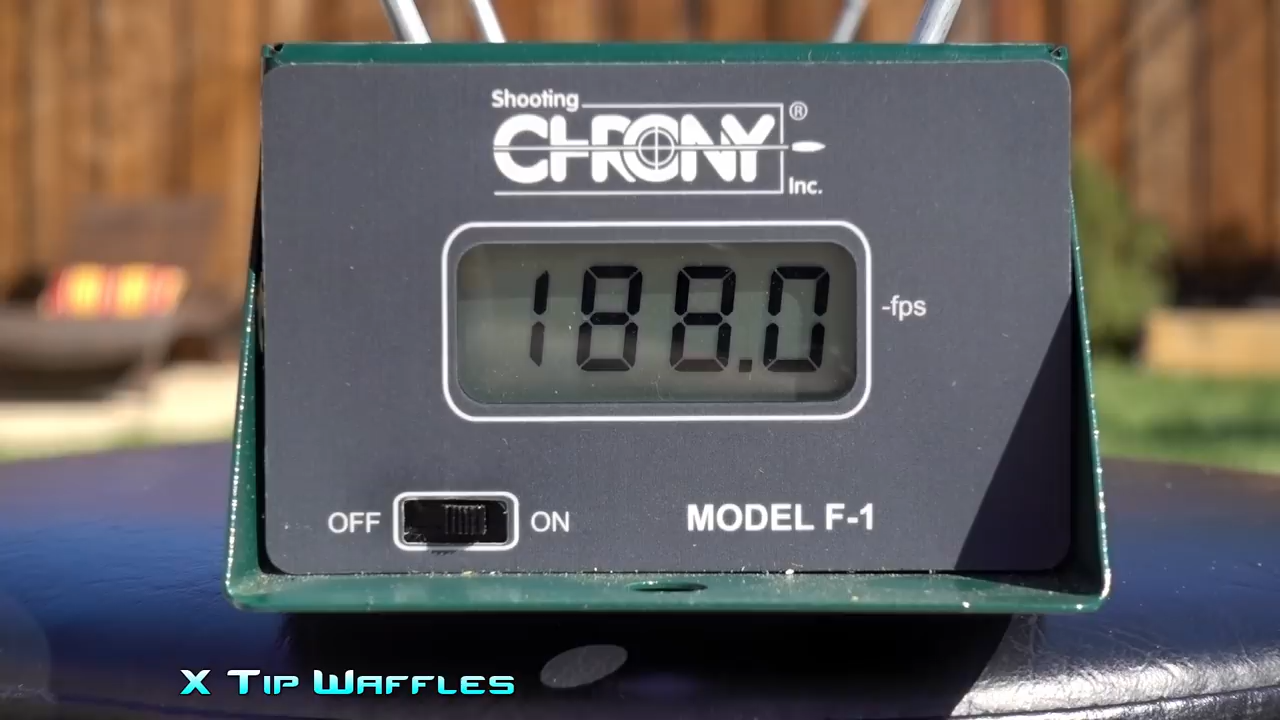 Shooting
CHRONY ®
Inc.
188.0
-fps
OFF ON
MODEL F-1
X Tip Waffles